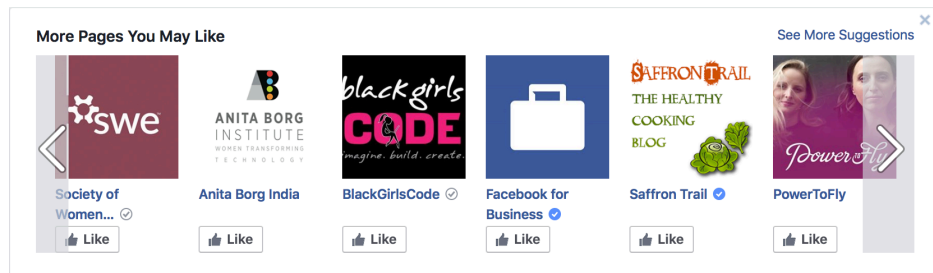 More Pages You May Like
See More Suggestions
swe
ANITA BORG
INSTITUTE
WOMEN TRANSFORMING
TECHNOLOGY
black girls
CODE
imagine. build. create.
SAFFRON TRAIL
THE HEALTHY
COOKING
BLOG
PowerToFly
Society of
Women...
Anita Borg India
BlackGirlsCode
Facebook for
Business
Saffron Trail
PowerToFly
Like
Like
Like
Like
Like
Like